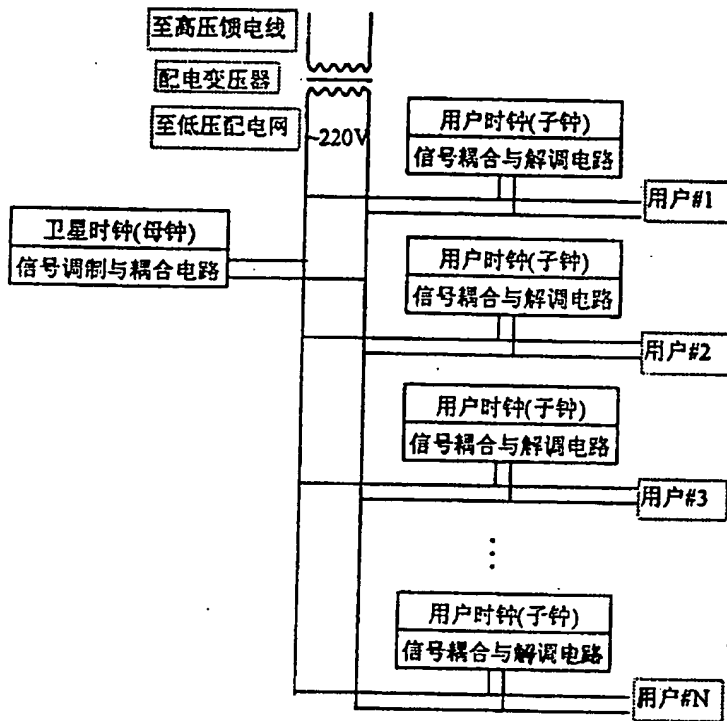 至高压馈电线
配电变压器
至低压配电网
~220V
用户时钟(子钟)
信号耦合与解调电路
用户#1
卫星时钟(母钟)
信号调制与耦合电路
用户时钟(子钟)
信号耦合与解调电路
用户#2
用户时钟(子钟)
信号耦合与解调电路
用户#3
⋮
用户时钟(子钟)
信号耦合与解调电路
用户#N